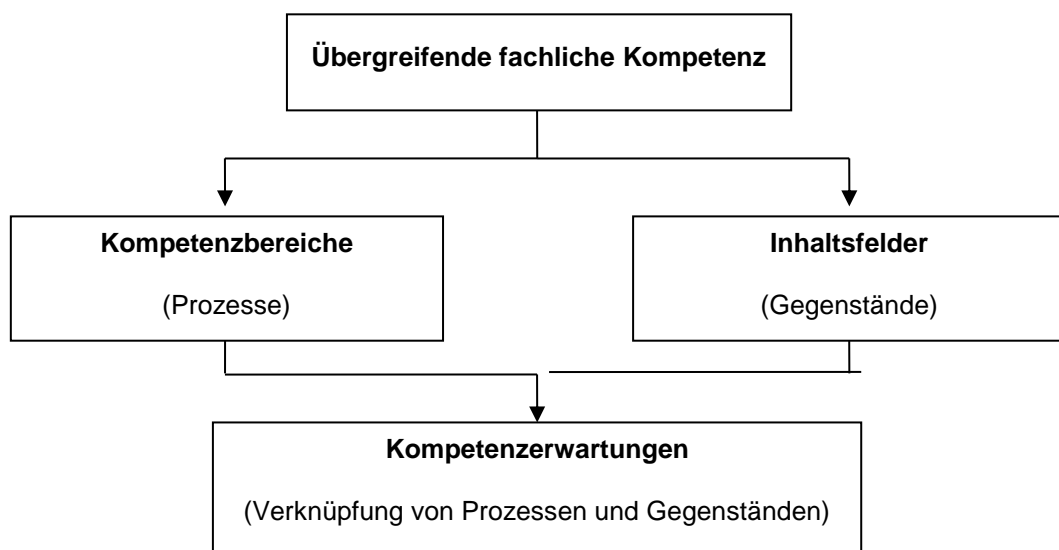 Übergreifende fachliche Kompetenz
Kompetenzbereiche
(Prozesse)
Inhaltsfelder
(Gegenstände)
Kompetenzerwartungen
(Verknüpfung von Prozessen und Gegenständen)